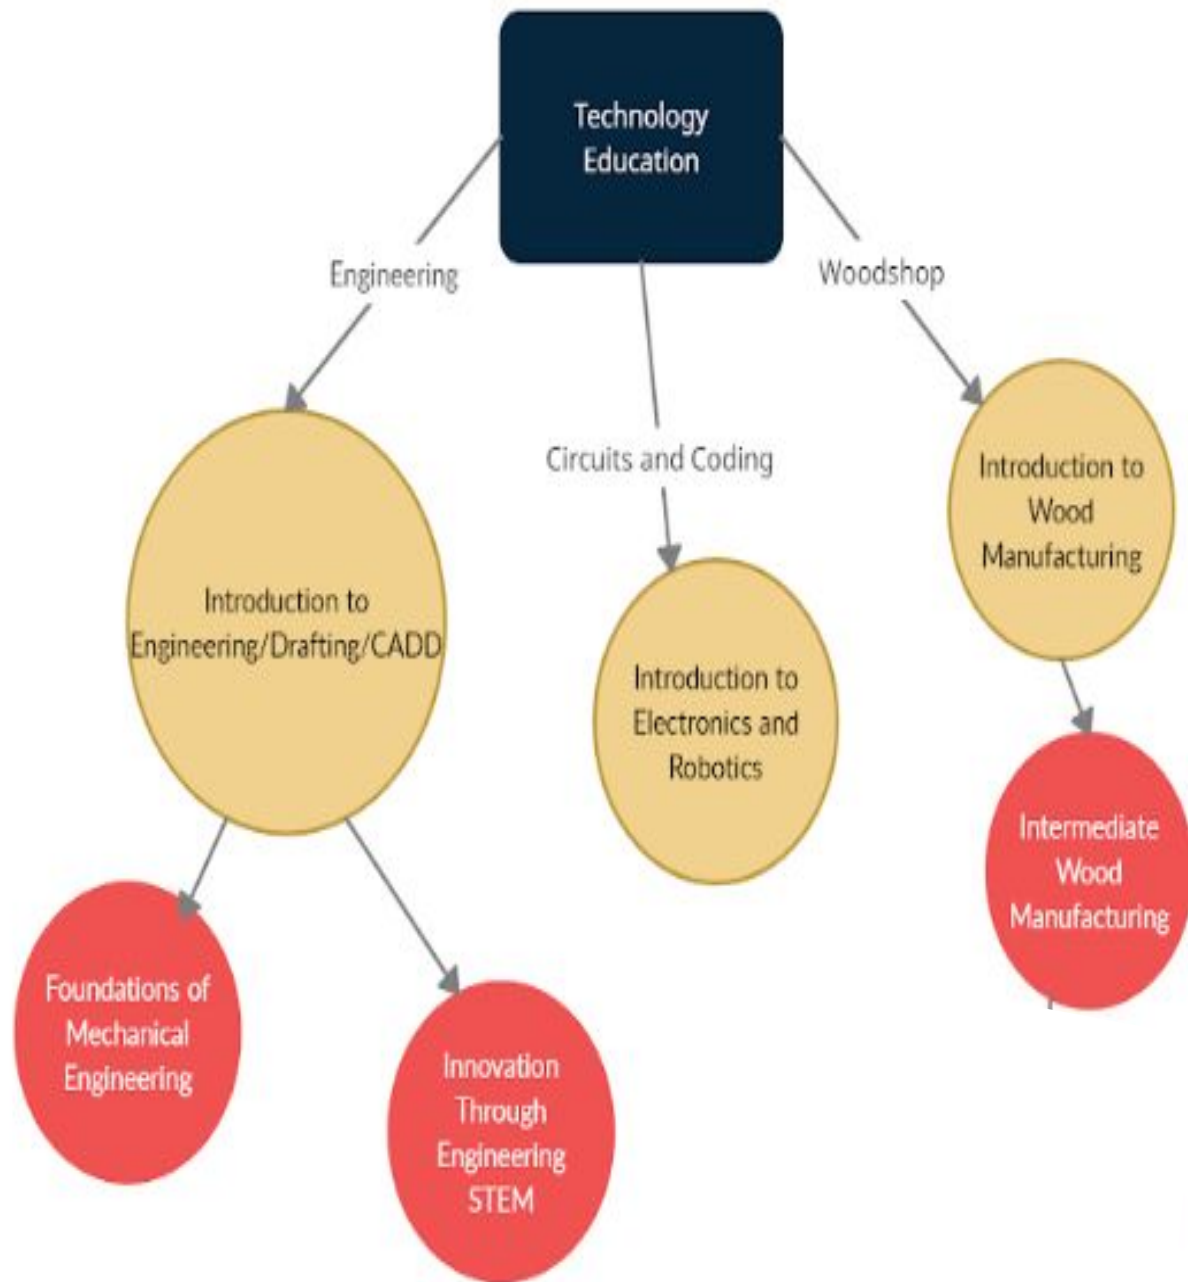 Technology
Education
Engineering
Woodshop
Circuits and Coding
Introduction to
Wood
Manufacturing
Introduction to
Engineering/Drafting/CADD
Introduction to
Electronics and
Robotics
Intermediate
Wood
Manufacturing
Foundations of
Mechanical
Engineering
Innovation
Through
Engineering
STEM